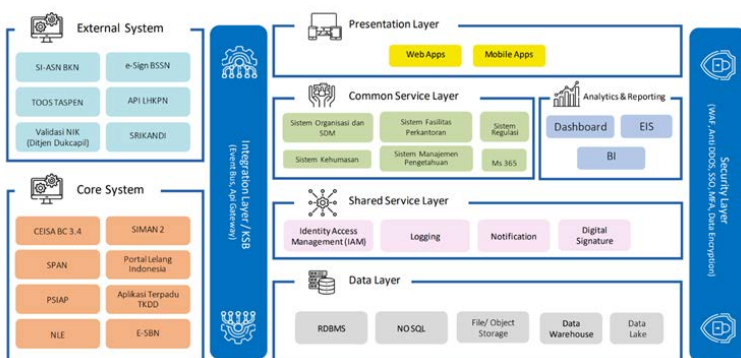 External System
SI-ASN BKN
e-Sign BSSN
TOOS TASPEN
API LHKPN
Validasi NIK
(Ditjen Dukcapil)
SRIKANDI
Core System
CEISA BC 3.4
SIMAN 2
SPAN
Portal Lelang
Indonesia
PSIAP
Aplikasi Terpadu
TKDD
NLE
E-SBN
Integration Layer / KSB
(Event Bus, Api Gateway)
Presentation Layer
Web Apps
Mobile Apps
Common Service Layer
Sistem Organisasi dan
SDM
Sistem Fasilitas
Perkantoran
Sistem
Regulasi
Sistem Kehumasan
Sistem Manajemen
Pengetahuan
Ms 365
Analytics & Reporting
Dashboard
EIS
BI
Shared Service Layer
Identity Access
Management (IAM)
Logging
Notification
Digital
Signature
Data Layer
RDBMS
NO SQL
File/ Object
Storage
Data
Warehouse
Data
Lake
Security Layer
(WAF, Anti DDOS, SSO, MFA, Data Encryption)